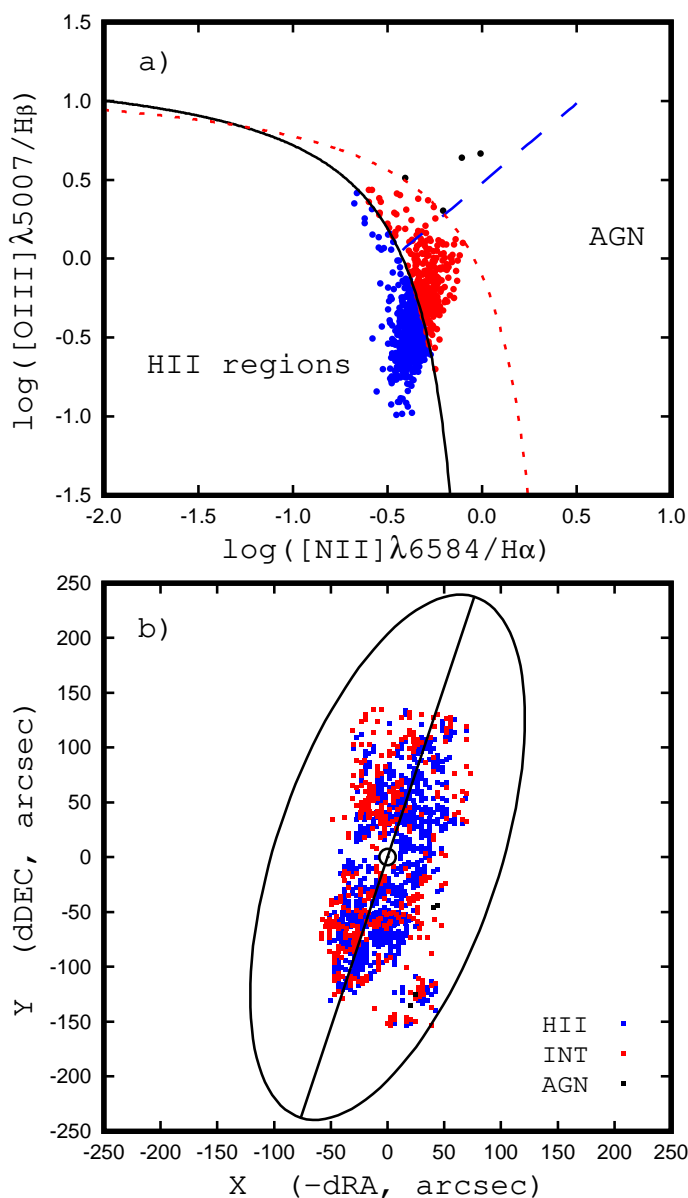 a)
log([OIII]λ5007/Hβ)
1.5
1.0
0.5
0.0
-0.5
-1.0
-1.5
AGN
HII regions
-2.0 -1.5 -1.0 -0.5 0.0 0.5 1.0
log([NII]λ6584/Hα)
b)
Y (dDEC, arcsec)
250
200
150
100
50
0
-50
-100
-150
-200
-250
HII
INT
AGN
-250 -200 -150 -100 -50 0 50 100 150 200 250
X (-dRA, arcsec)